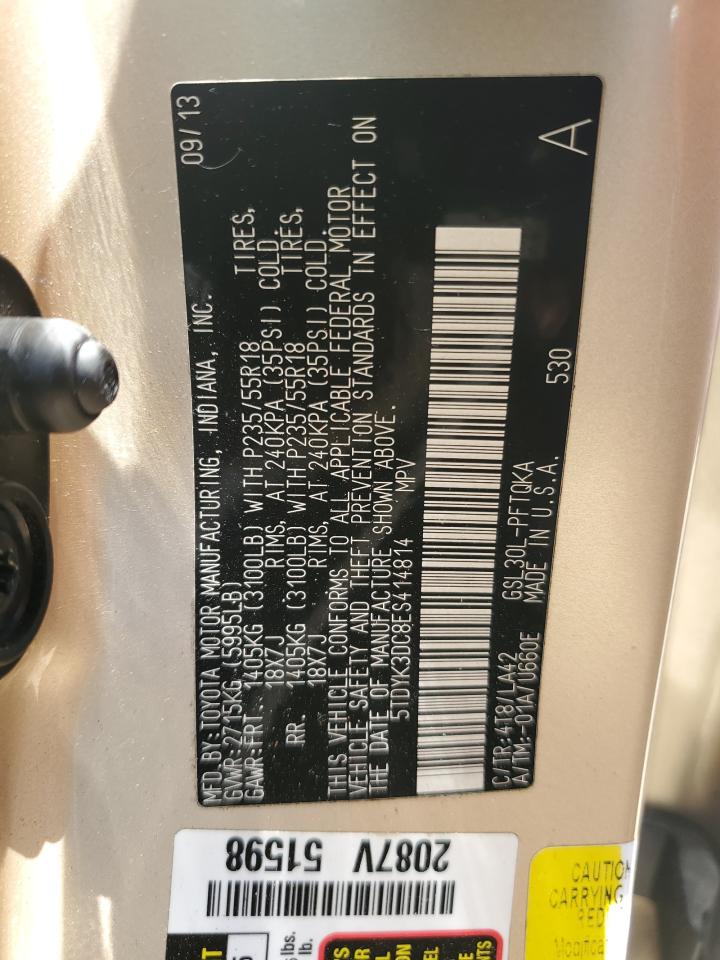 09/13
MFD. BY: TOYOTA MOTOR MANUFACTURING, INDIANA, INC.
GVWR: 2715KG (5995LB)
GAWR: FRT. 1405KG (3100LB) WITH P235/55R18 TIRES,
18X7J RIMS, AT 240KPA (35PSI) COLD.
RR. 1405KG (3100LB) WITH P235/55R18 TIRES,
18X7J RIMS, AT 240KPA (35PSI) COLD.
THIS VEHICLE CONFORMS TO ALL APPLICABLE FEDERAL MOTOR
VEHICLE SAFETY AND THEFT PREVENTION STANDARDS IN EFFECT ON
THE DATE OF MANUFACTURE SHOWN ABOVE.
5TDYK3DC8ES414814 MPV
C/TR: 4T8/LA42 GSL30L-PFTQKA 530
A/TM: -01A/U660E MADE IN U.S.A. A
2087V 51598
CAUTION
CARRYING
RED